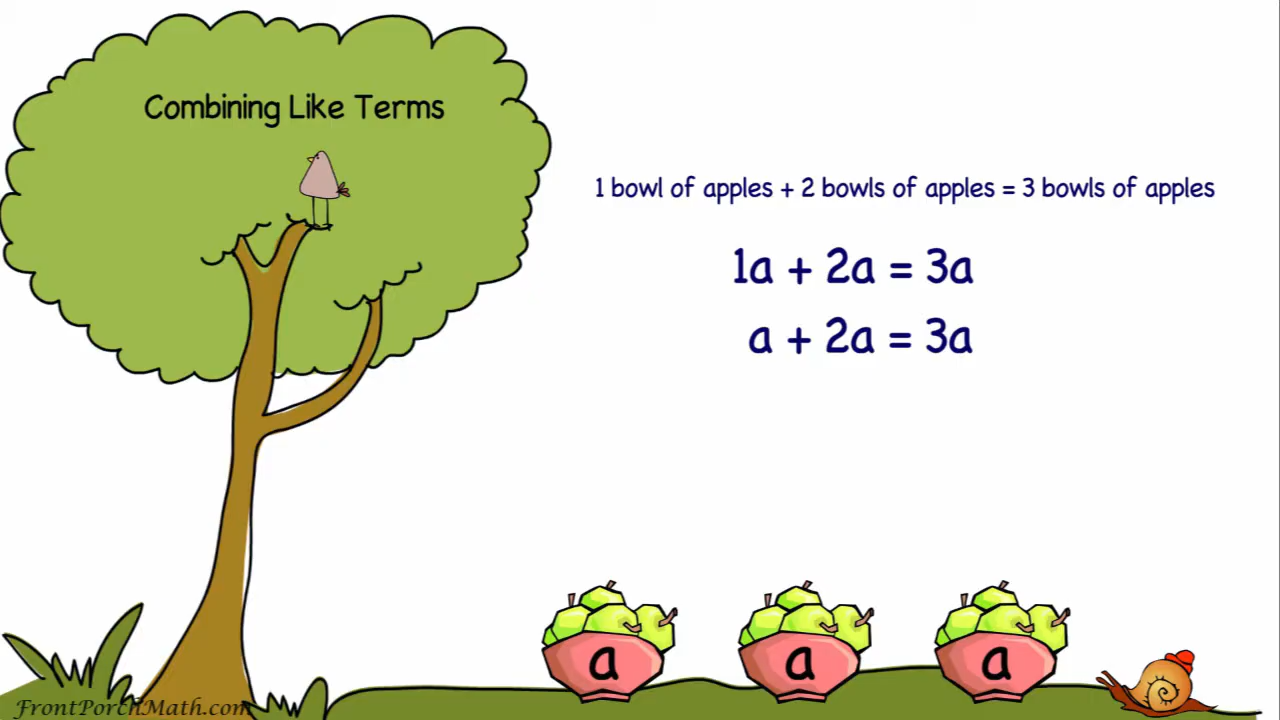 Combining Like Terms
1 bowl of apples + 2 bowls of apples = 3 bowls of apples
1a + 2a = 3a
a + 2a = 3a
a a a
FrontPorchMath.com